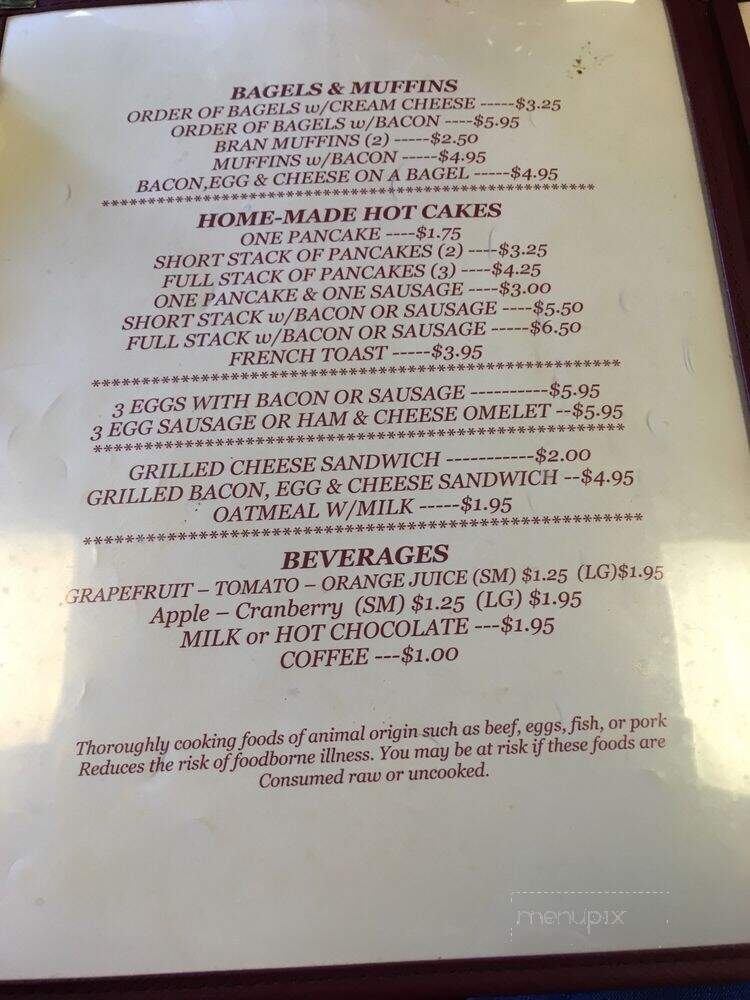 BAGELS & MUFFINS
ORDER OF BAGELS w/CREAM CHEESE -----$3.25
ORDER OF BAGELS w/BACON ----$5.95
BRAN MUFFINS (2) -----$2.50
MUFFINS w/BACON -----$4.95
BACON,EGG & CHEESE ON A BAGEL -----$4.95
******************************************************
HOME-MADE HOT CAKES
ONE PANCAKE ----$1.75
SHORT STACK OF PANCAKES (2) ----$3.25
FULL STACK OF PANCAKES (3) ----$4.25
ONE PANCAKE & ONE SAUSAGE ----$3.00
SHORT STACK w/BACON OR SAUSAGE ----$5.50
FULL STACK w/BACON OR SAUSAGE -----$6.50
FRENCH TOAST -----$3.95
******************************************************
3 EGGS WITH BACON OR SAUSAGE ----------$5.95
3 EGG SAUSAGE OR HAM & CHEESE OMELET --$5.95
******************************************************
GRILLED CHEESE SANDWICH -----------$2.00
GRILLED BACON, EGG & CHEESE SANDWICH --$4.95
OATMEAL W/MILK -----$1.95
******************************************************
BEVERAGES
GRAPEFRUIT – TOMATO – ORANGE JUICE (SM) $1.25 (LG)$1.95
Apple – Cranberry (SM) $1.25 (LG) $1.95
MILK or HOT CHOCOLATE ---$1.95
COFFEE ---$1.00
Thoroughly cooking foods of animal origin such as beef, eggs, fish, or pork
Reduces the risk of foodborne illness. You may be at risk if these foods are
Consumed raw or uncooked.
menupix